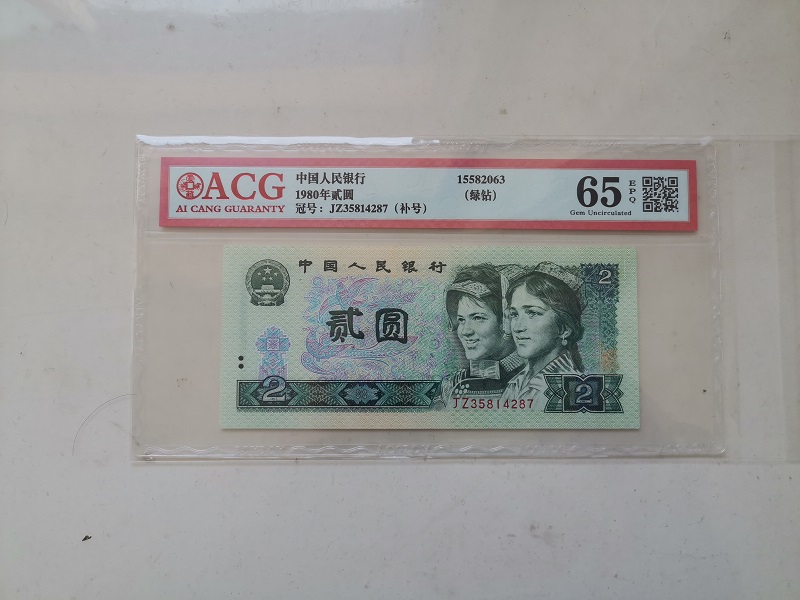 ACG
AI CANG GUARANTY
中国人民银行
1980年贰圆
冠号：JZ35814287（补号）
15582063
（绿钻）
65
EPQ
Gem Uncirculated
中国人民银行
2
贰圆
2
JZ35814287
2